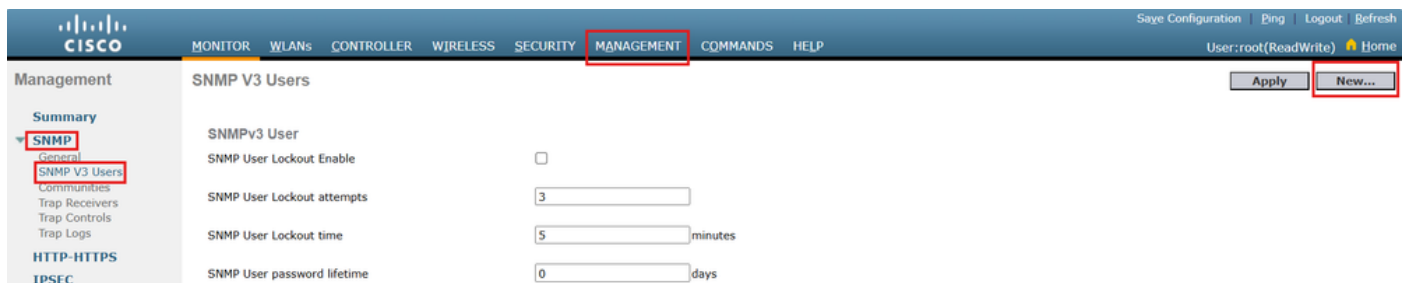 Save Configuration | Ping | Logout | Refresh
CISCO
MONITOR WLANs CONTROLLER WIRELESS SECURITY MANAGEMENT COMMANDS HELP
User:root(ReadWrite) Home
Management
SNMP V3 Users
Apply
New...
Summary
SNMP
General
SNMP V3 Users
Communities
Trap Receivers
Trap Controls
Trap Logs
HTTP-HTTPS
IPSEC
SNMPv3 User
SNMP User Lockout Enable
SNMP User Lockout attempts 3
SNMP User Lockout time 5 minutes
SNMP User password lifetime 0 days